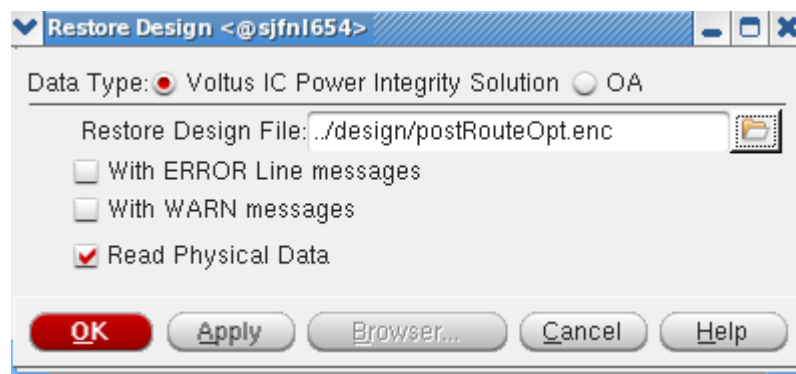 Restore Design <@sjfnl654>
Data Type: Voltus IC Power Integrity Solution OA
Restore Design File: ../design/postRouteOpt.enc
With ERROR Line messages
With WARN messages
Read Physical Data
OK Apply Browser... Cancel Help